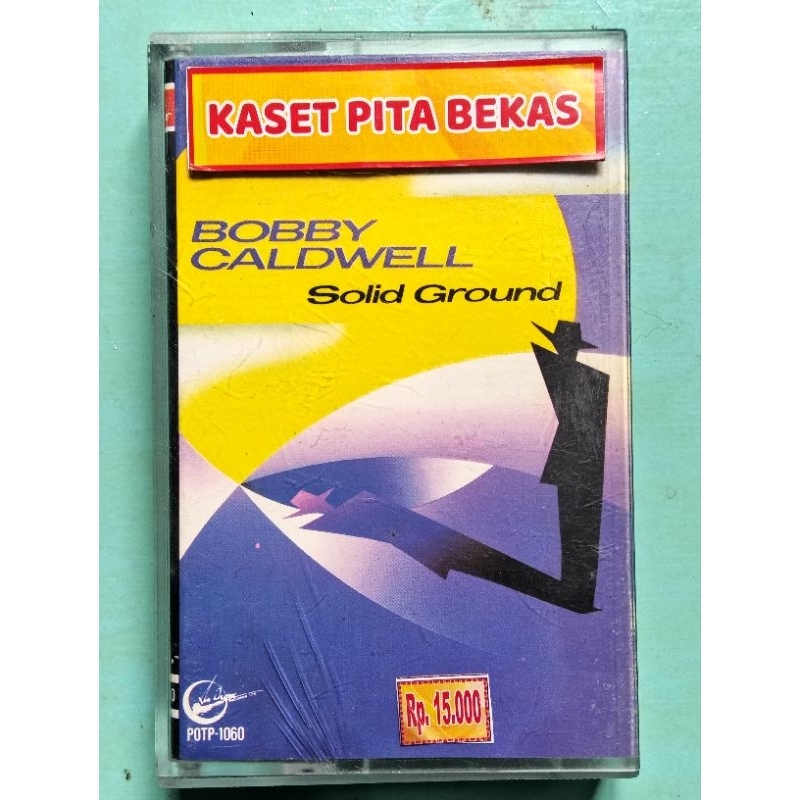 KASET PITA BEKAS
BOBBY
CALDWELL
Solid Ground
Rp. 15.000
POTP-1060